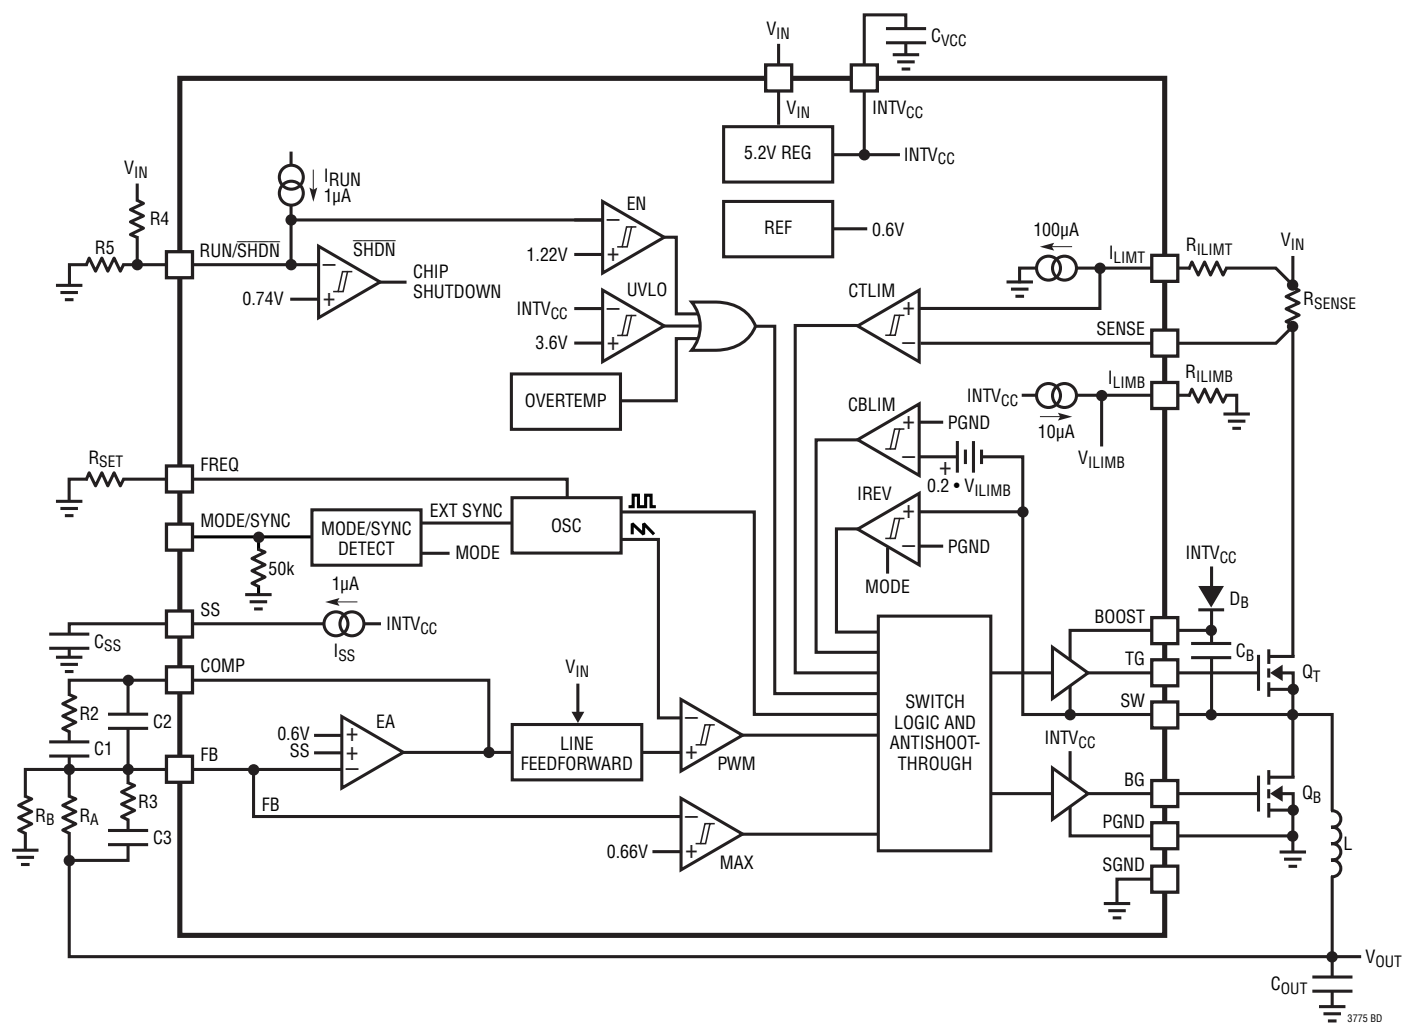 VIN
CVCC
VIN
INTVCC
5.2V REG
INTVCC
REF
0.6V
VIN
R4
R5
RUN/SHDN
IRUN
1µA
SHDN
0.74V
CHIP
SHUTDOWN
EN
1.22V
UVLO
INTVCC
3.6V
OVERTEMP
100µA
ILIMT
RILIMT
VIN
RSENSE
CTLIM
SENSE
ILIMB
RILIMB
INTVCC
10µA
VILIMB
CBLIM
PGND
+
0.2 • VILIMB
IREV
PGND
MODE
RSET
FREQ
MODE/SYNC
50k
MODE/SYNC
DETECT
EXT SYNC
MODE
OSC
SS
CSS
1µA
ISS
INTVCC
COMP
R2
C2
C1
FB
RB
RA
R3
C3
0.6V
SS
EA
FB
VIN
LINE
FEEDFORWARD
PWM
0.66V
MAX
SWITCH
LOGIC AND
ANTISHOOT-
THROUGH
INTVCC
DB
BOOST
CB
TG
QT
SW
INTVCC
BG
QB
PGND
SGND
L
VOUT
COUT
3775 BD